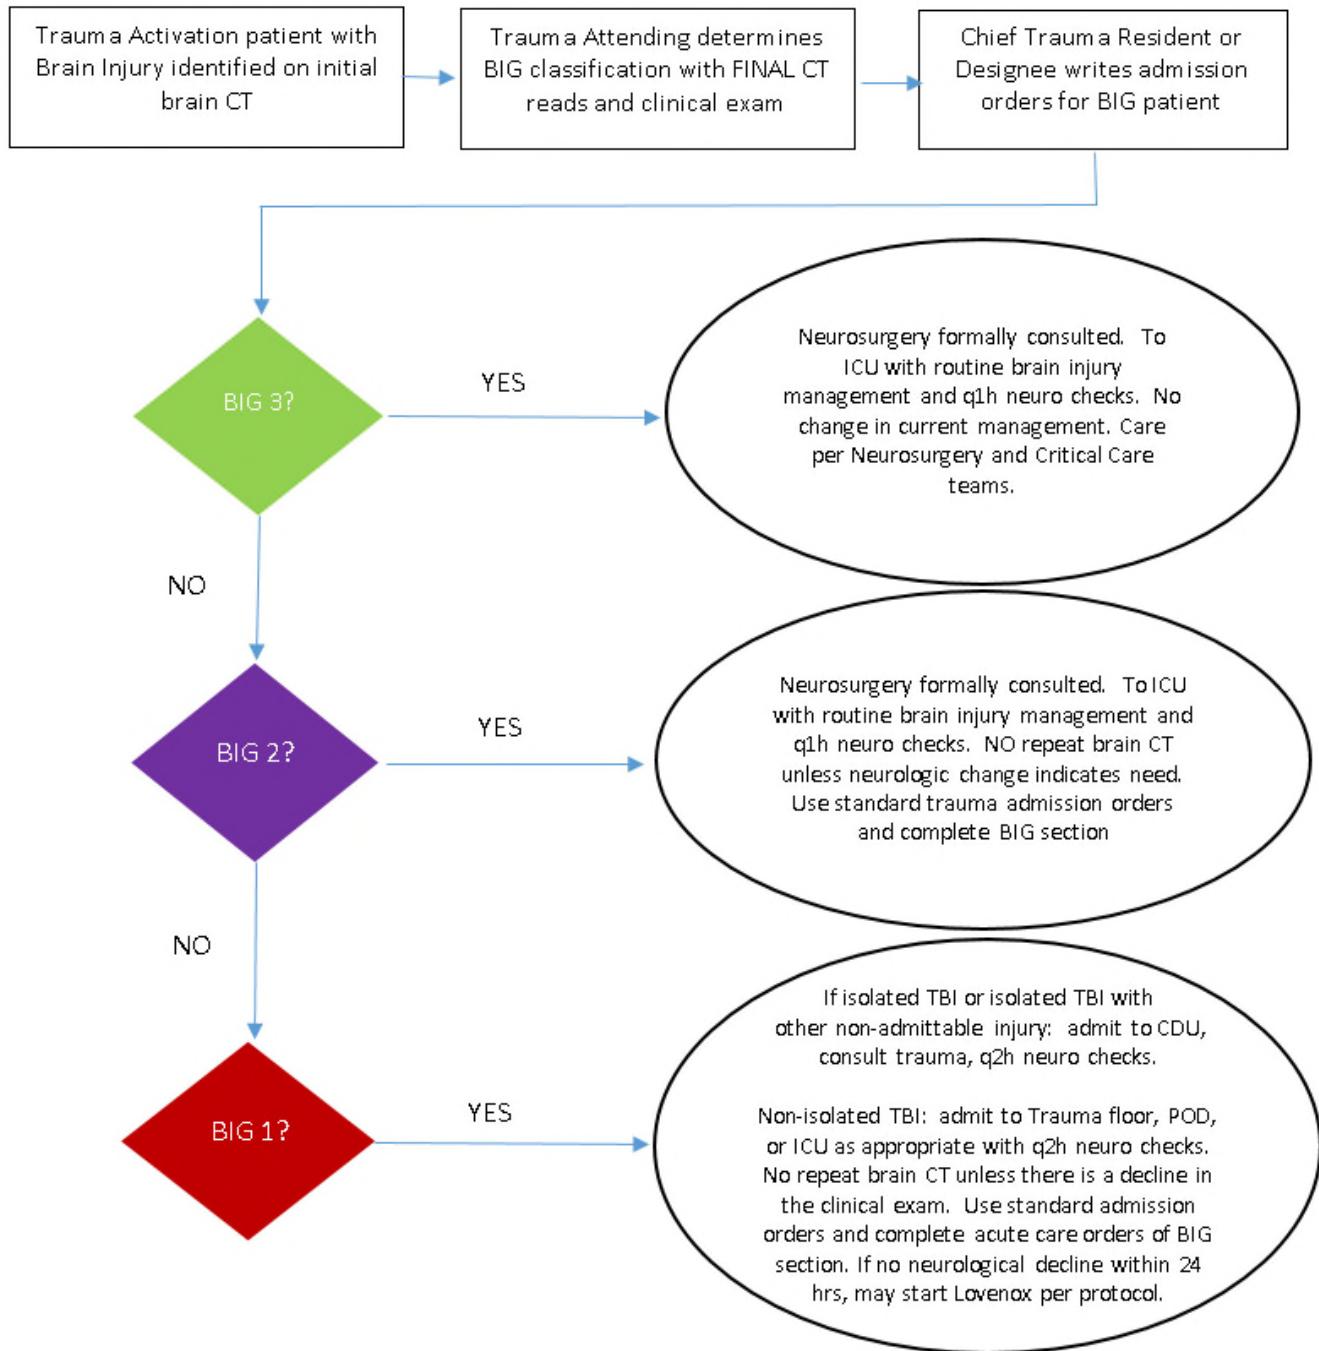 Trauma Activation patient with
Brain Injury identified on initial
brain CT
Trauma Attending determines
BIG classification with FINAL CT
reads and clinical exam
Chief Trauma Resident or
Designee writes admission
orders for BIG patient
BIG 3?
YES
Neurosurgery formally consulted. To
ICU with routine brain injury
management and q1h neuro checks. No
change in current management. Care
per Neurosurgery and Critical Care
teams.
NO
BIG 2?
YES
Neurosurgery formally consulted. To ICU
with routine brain injury management and
q1h neuro checks. NO repeat brain CT
unless neurologic change indicates need.
Use standard trauma admission orders
and complete BIG section
NO
BIG 1?
YES
If isolated TBI or isolated TBI with
other non-admittable injury: admit to CDU,
consult trauma, q2h neuro checks.
Non-isolated TBI: admit to Trauma floor, POD,
or ICU as appropriate with q2h neuro checks.
No repeat brain CT unless there is a decline in
the clinical exam. Use standard admission
orders and complete acute care orders of BIG
section. If no neurological decline within 24
hrs, may start Lovenox per protocol.